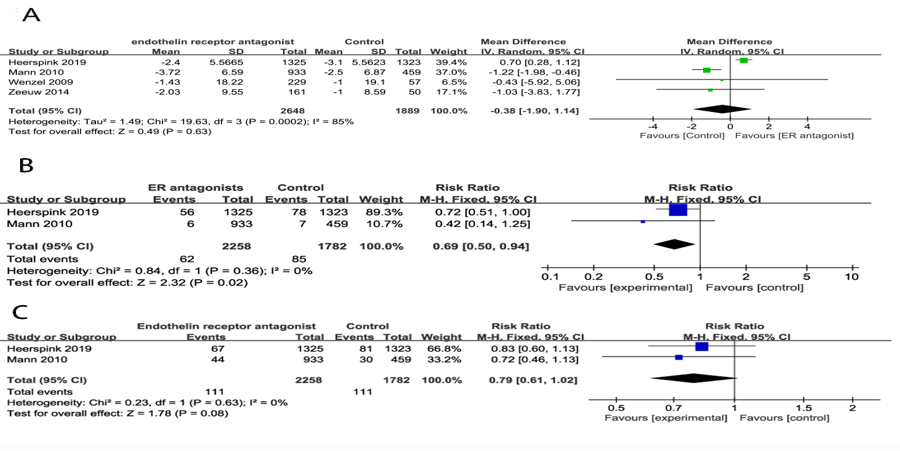 A
endothelin receptor antagonist Control Mean Difference Mean Difference
Study or Subgroup Mean SD Total Mean SD Total Weight IV, Random, 95% CI IV, Random, 95% CI
Heerspink 2019 -2.4 5.5665 1325 -3.1 5.5623 1323 39.4% 0.70 [0.28, 1.12]
Mann 2010 -3.72 6.59 933 -2.5 6.87 459 37.0% -1.22 [-1.98, -0.46]
Wenzel 2009 -1.43 18.22 229 -1 19.1 57 6.5% -0.43 [-5.92, 5.06]
Zeeuw 2014 -2.03 9.55 161 -1 8.59 50 17.1% -1.03 [-3.83, 1.77]
Total (95% CI) 2648 1889 100.0% -0.38 [-1.90, 1.14]
Heterogeneity: Tau² = 1.49; Chi² = 19.63, df = 3 (P = 0.0002); I² = 85%
Test for overall effect: Z = 0.49 (P = 0.63)
-4 -2 0 2 4
Favours [Control] Favours [ER antagonist]
B
ER antagonists Control Risk Ratio Risk Ratio
Study or Subgroup Events Total Events Total Weight M-H, Fixed, 95% CI M-H, Fixed, 95% CI
Heerspink 2019 56 1325 78 1323 89.3% 0.72 [0.51, 1.00]
Mann 2010 6 933 7 459 10.7% 0.42 [0.14, 1.25]
Total (95% CI) 2258 1782 100.0% 0.69 [0.50, 0.94]
Total events 62 85
Heterogeneity: Chi² = 0.84, df = 1 (P = 0.36); I² = 0%
Test for overall effect: Z = 2.32 (P = 0.02)
0.1 0.2 0.5 1 2 5 10
Favours [experimental] Favours [control]
C
Endothelin receptor antagonist Control Risk Ratio Risk Ratio
Study or Subgroup Events Total Events Total Weight M-H, Fixed, 95% CI M-H, Fixed, 95% CI
Heerspink 2019 67 1325 81 1323 66.8% 0.83 [0.60, 1.13]
Mann 2010 44 933 30 459 33.2% 0.72 [0.46, 1.13]
Total (95% CI) 2258 1782 100.0% 0.79 [0.61, 1.02]
Total events 111 111
Heterogeneity: Chi² = 0.23, df = 1 (P = 0.63); I² = 0%
Test for overall effect: Z = 1.78 (P = 0.08)
0.5 0.7 1 1.5 2
Favours [experimental] Favours [control]